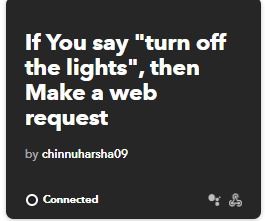 If You say "turn off
the lights", then
Make a web
request
by chinnuharsha09
Connected